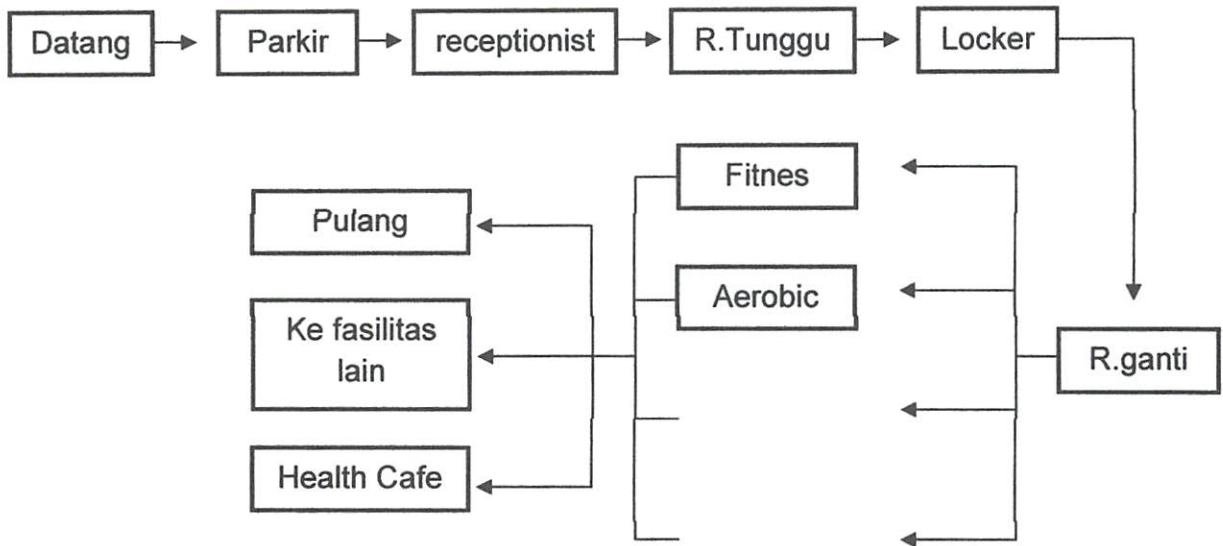 Datang
Parkir
receptionist
R.Tunggu
Locker
Fitnes
Pulang
Aerobic
Ke fasilitas
lain
R.ganti
Health Cafe